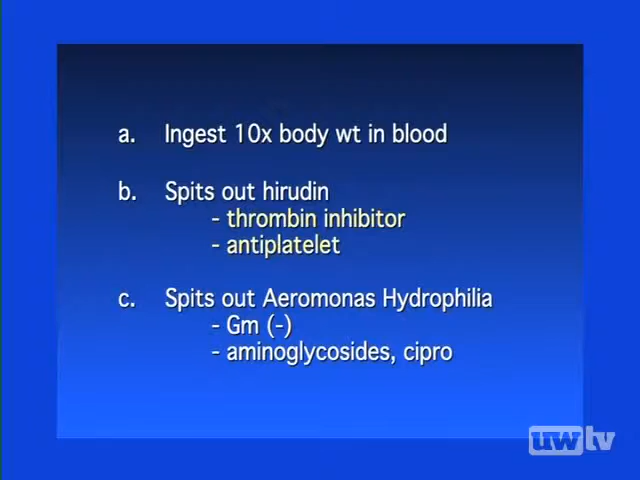 a. Ingest 10x body wt in blood
b. Spits out hirudin
- thrombin inhibitor
- antiplatelet
c. Spits out Aeromonas Hydrophilia
- Gm (-)
- aminoglycosides, cipro
uwtv